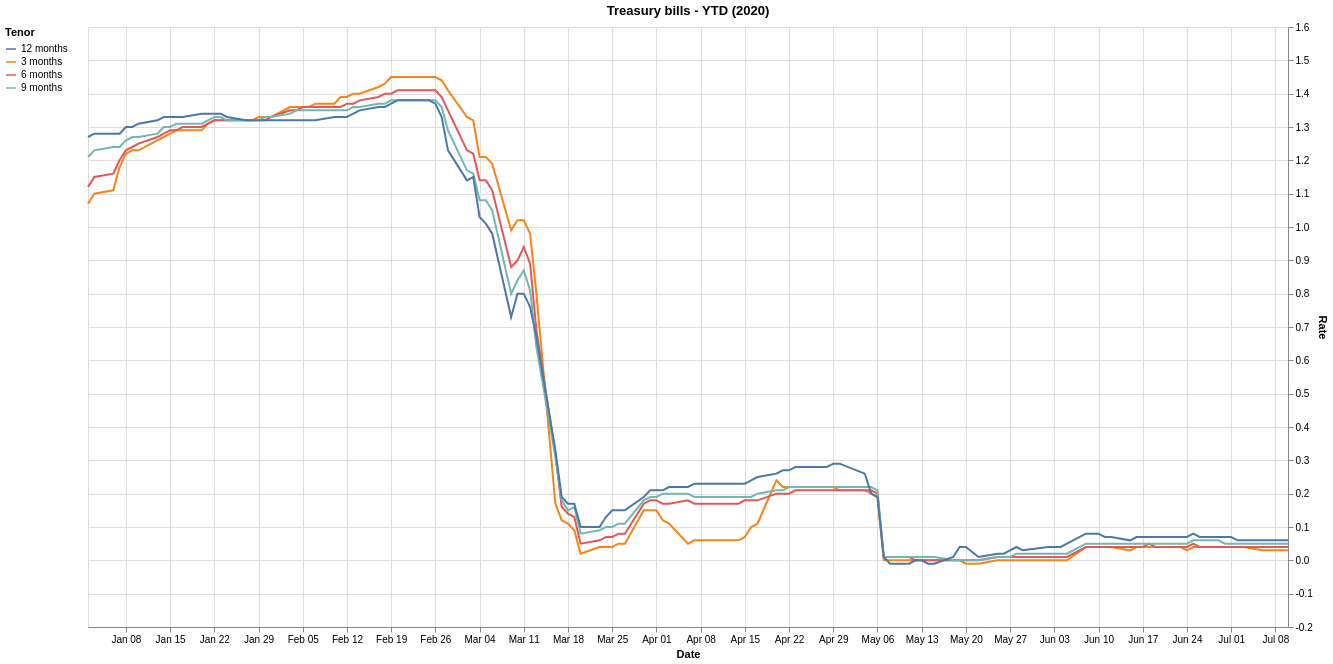 Treasury bills - YTD (2020)
Tenor
12 months
3 months
6 months
9 months
1.6
1.5
1.4
1.3
1.2
1.1
1.0
0.9
0.8
0.7
0.6
0.5
0.4
0.3
0.2
0.1
0.0
-0.1
-0.2
Rate
Jan 08 Jan 15 Jan 22 Jan 29 Feb 05 Feb 12 Feb 19 Feb 26 Mar 04 Mar 11 Mar 18 Mar 25 Apr 01 Apr 08 Apr 15 Apr 22 Apr 29 May 06 May 13 May 20 May 27 Jun 03 Jun 10 Jun 17 Jun 24 Jul 01 Jul 08
Date